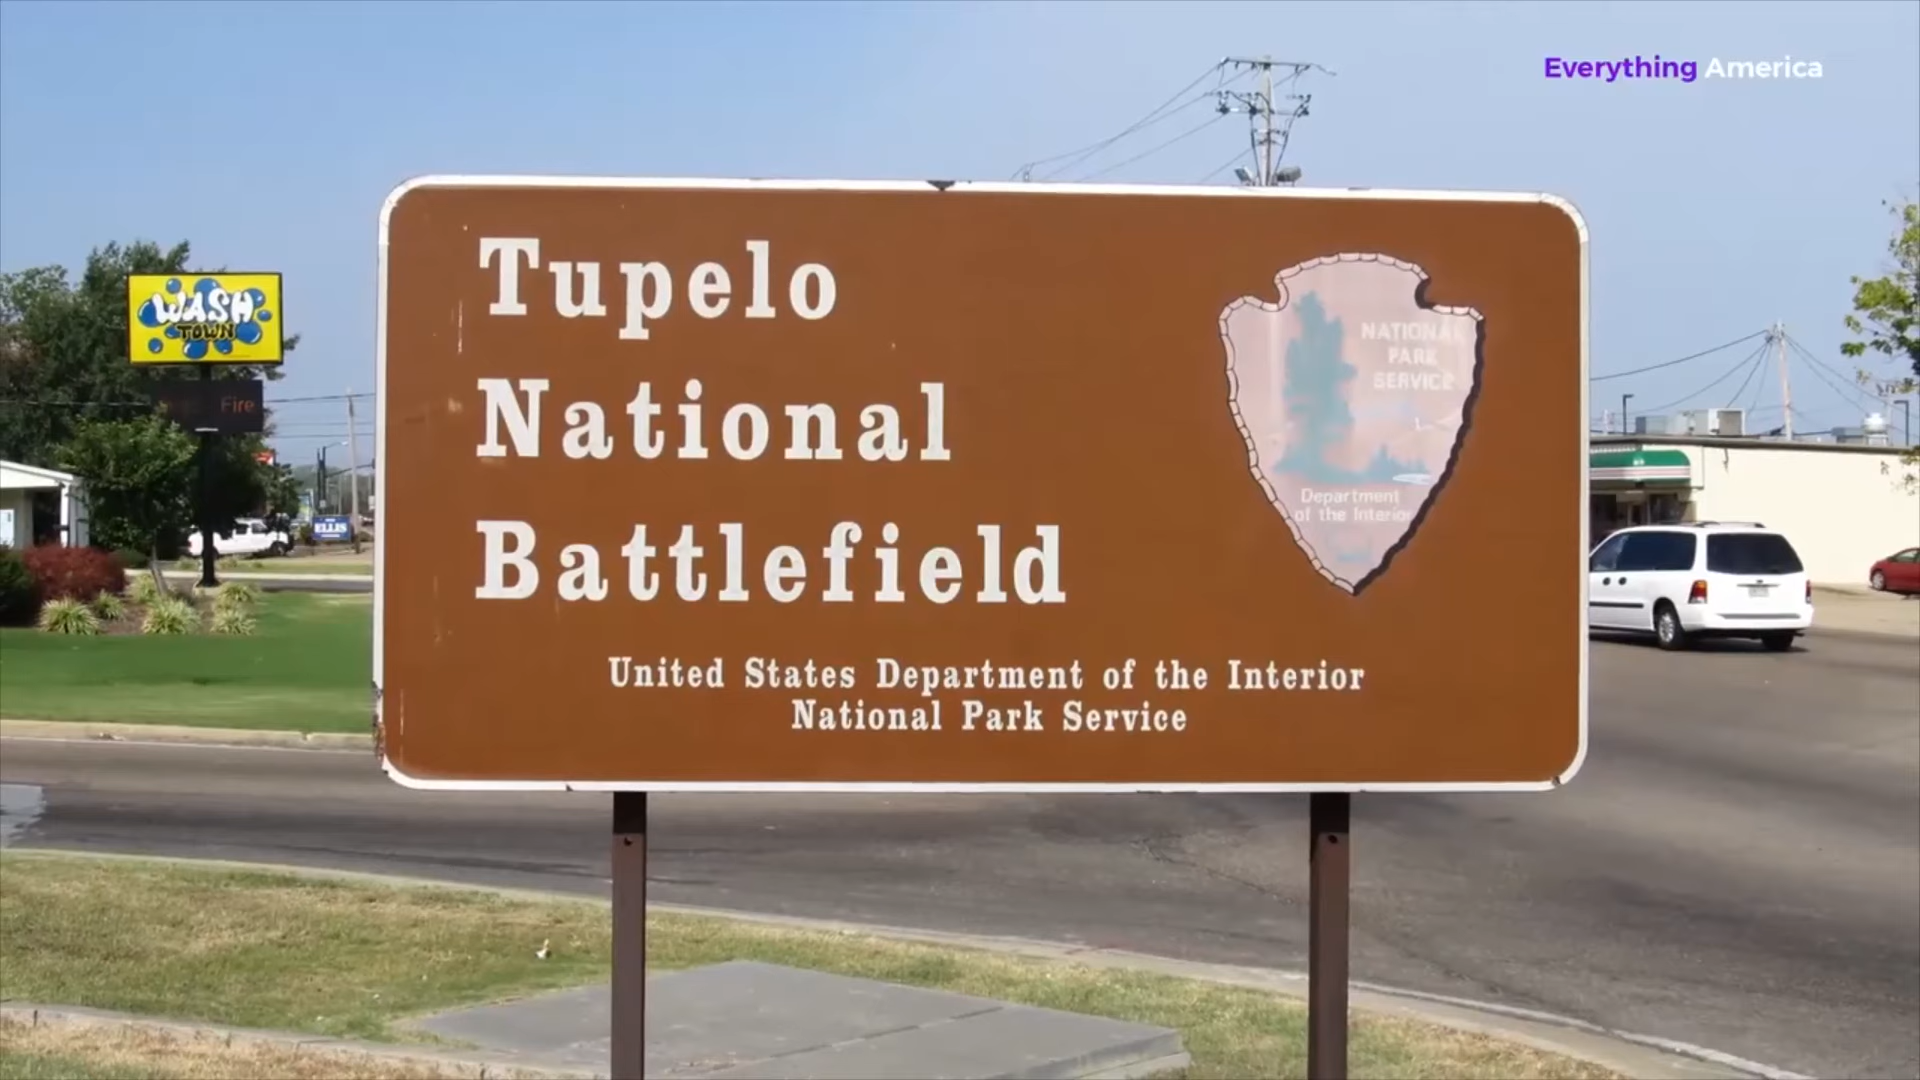 Everything America
Tupelo
National
Battlefield
NATIONAL
PARK
SERVICE
Department
of the Interior
United States Department of the Interior
National Park Service
WASH
TOWN
Fire
ELLIS